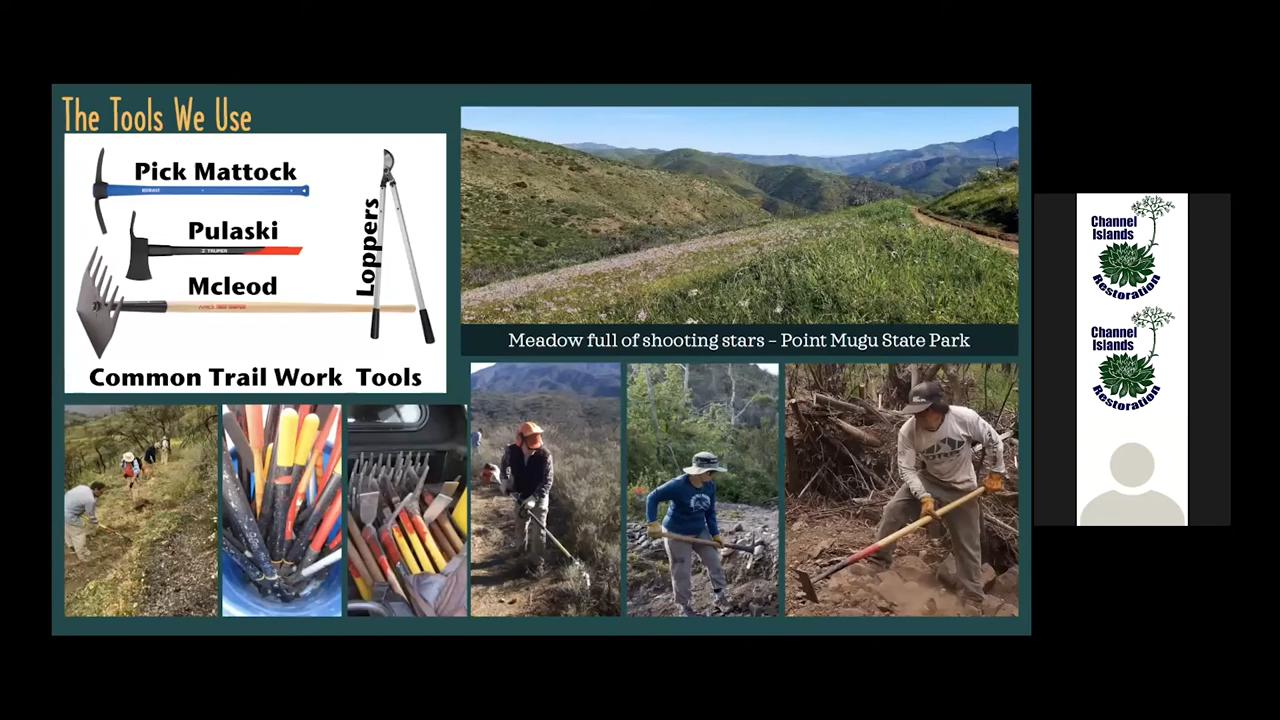 The Tools We Use
Pick Mattock
Pulaski
Loppers
Mcleod
Common Trail Work Tools
Meadow full of shooting stars – Point Mugu State Park
Channel
Islands
Restoration
Channel
Islands
Restoration